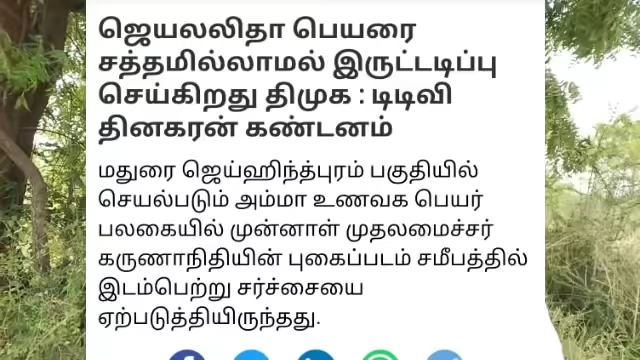 ஜெயலலிதா பெயரை
சத்தமில்லாமல் இருட்டடிப்பு
செய்கிறது திமுக : டிடிவி
தினகரன் கண்டனம்
மதுரை ஜெய்ஹிந்த்புரம் பகுதியில்
செயல்படும் அம்மா உணவக பெயர்
பலகையில் முன்னாள் முதலமைச்சர்
கருணாநிதியின் புகைப்படம் சமீபத்தில்
இடம்பெற்று சர்ச்சையை
ஏற்படுத்தியிருந்தது.